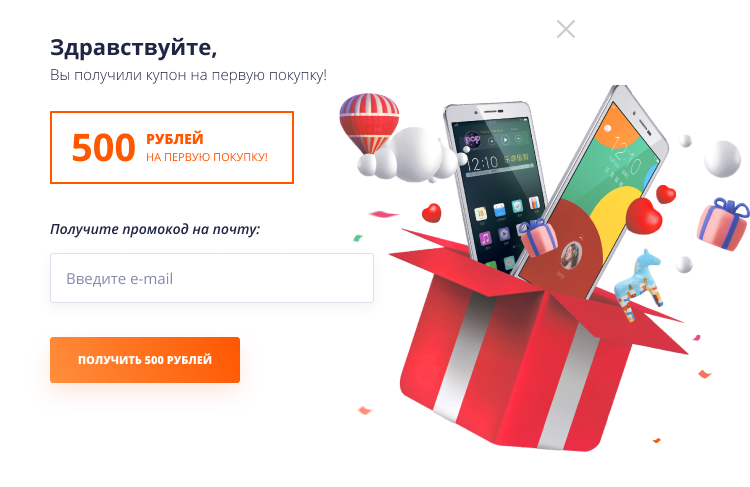 Здравствуйте,
Вы получили купон на первую покупку!
500
РУБЛЕЙ
НА ПЕРВУЮ ПОКУПКУ!
Получите промокод на почту:
Введите e-mail
ПОЛУЧИТЬ 500 РУБЛЕЙ
pop
12:10
12:10